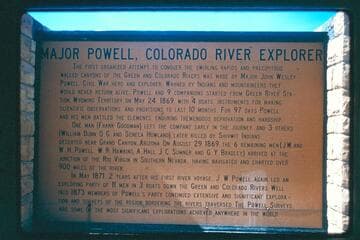 MAJOR POWELL, COLORADO RIVER EXPLORER
THE FIRST ORGANIZED ATTEMPT TO CONQUER THE SWIRLING RAPIDS AND PRECIPITOUS
WALLED CANYONS OF THE GREEN AND COLORADO RIVERS WAS MADE BY MAJOR JOHN WESLEY
POWELL, CIVIL WAR HERO AND EXPLORER. WARNED BY INDIANS AND MOUNTAINEERS THEY
WOULD NEVER RETURN ALIVE, POWELL AND 9 COMPANIONS STARTED FROM GREEN RIVER STA
TION, WYOMING TERRITORY ON MAY 24, 1869 WITH 4 BOATS, INSTRUMENTS FOR MAKING
SCIENTIFIC OBSERVATIONS, AND PROVISIONS TO LAST 10 MONTHS. FOR 97 DAYS POWELL
AND HIS MEN BATTLED THE ELEMENTS ENDURING TREMENDOUS DEPRIVATION AND HARDSHIP.
ONE MAN (FRANK GOODMAN) LEFT THE COMPANY EARLY IN THE JOURNEY AND 3 OTHERS
(WILLIAM DUNN O G AND SENECA HOWLAND) LATER KILLED BY SHIVWIT INDIANS
DESERTED NEAR GRAND CANYON, ARIZONA ON AUGUST 29, 1869. THE 6 REMAINING MEN (J.W. AND
W. H. POWELL, W. R. HAWKINS, A. HALL, J. C. SUMNER AND G. Y. BRADLEY) ARRIVED AT THE
JUNCTION OF THE RIO VIRGIN IN SOUTHERN NEVADA, HAVING NAVIGATED AND CHARTED OVER
900 MILES OF THE RIVER.
IN MAY 1871, 2 YEARS AFTER HIS FIRST RIVER VOYAGE, J W POWELL AGAIN LED AN
EXPLORING PARTY OF 11 MEN IN 3 BOATS DOWN THE GREEN AND COLORADO RIVERS. WELL
INTO 1873 MEMBERS OF POWELL'S PARTY CONTINUED EXTENSIVE AND SIGNIFICANT EXPLORA-
TION AND SURVEYS OF THE REGION BORDERING THE RIVERS TRAVERSED. THE POWELL SURVEYS
ARE SOME OF THE MOST SIGNIFICANT EXPLORATIONS ACHIEVED ANYWHERE IN THE WORLD